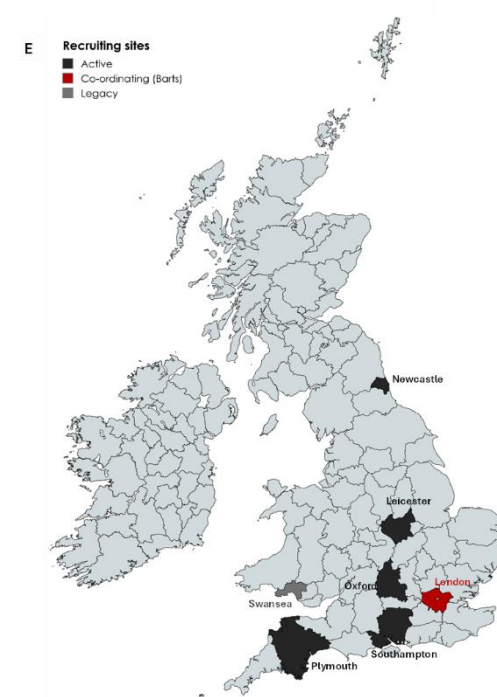 E
Recruiting sites
Active
Co-ordinating (Barts)
Legacy
Newcastle
Leicester
Oxford
London
Swansea
Southampton
Plymouth